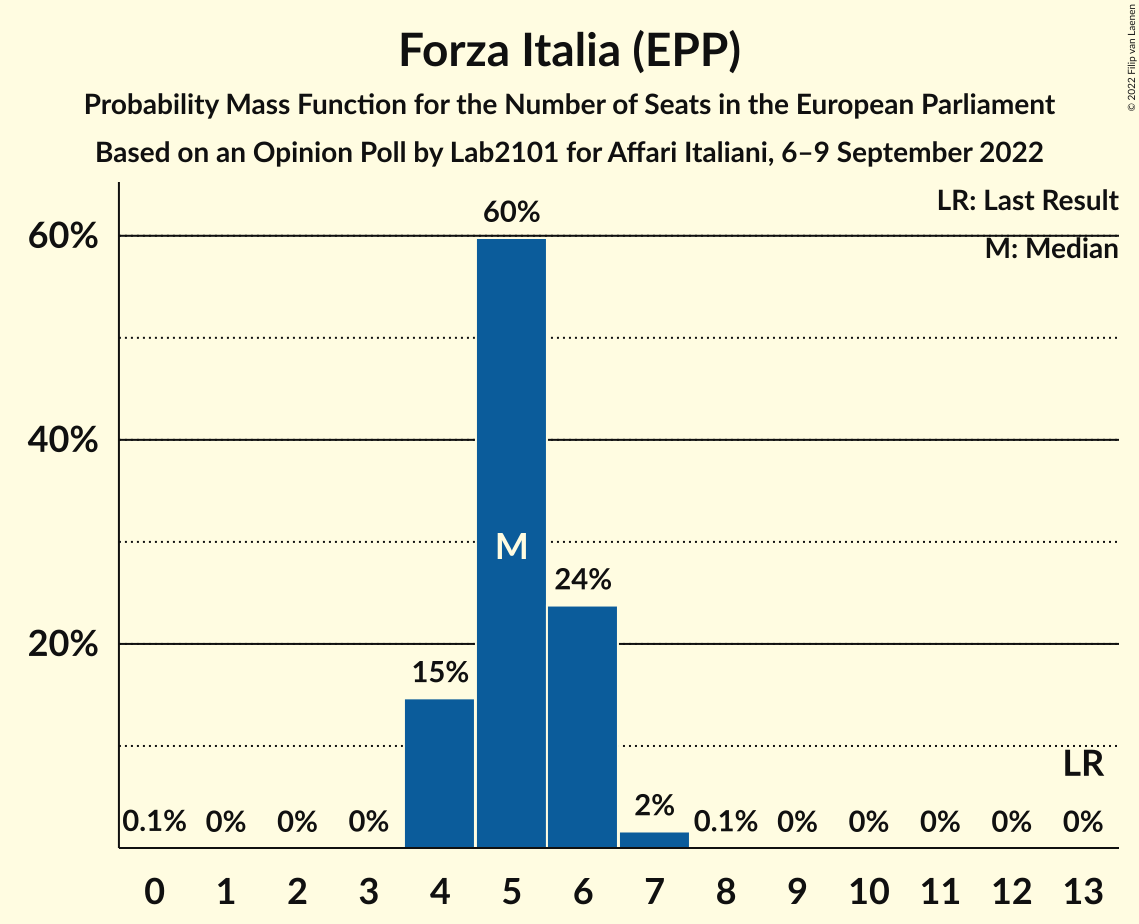 Forza Italia (EPP)
Probability Mass Function for the Number of Seats in the European Parliament
Based on an Opinion Poll by Lab2101 for Affari Italiani, 6–9 September 2022
© 2022 Filip van Laenen
LR: Last Result
M: Median
60%
40%
20%
0.1% 0% 0% 0% 15% 60% 24% 2% 0.1% 0% 0% 0% 0% 0%
M
LR
0 1 2 3 4 5 6 7 8 9 10 11 12 13